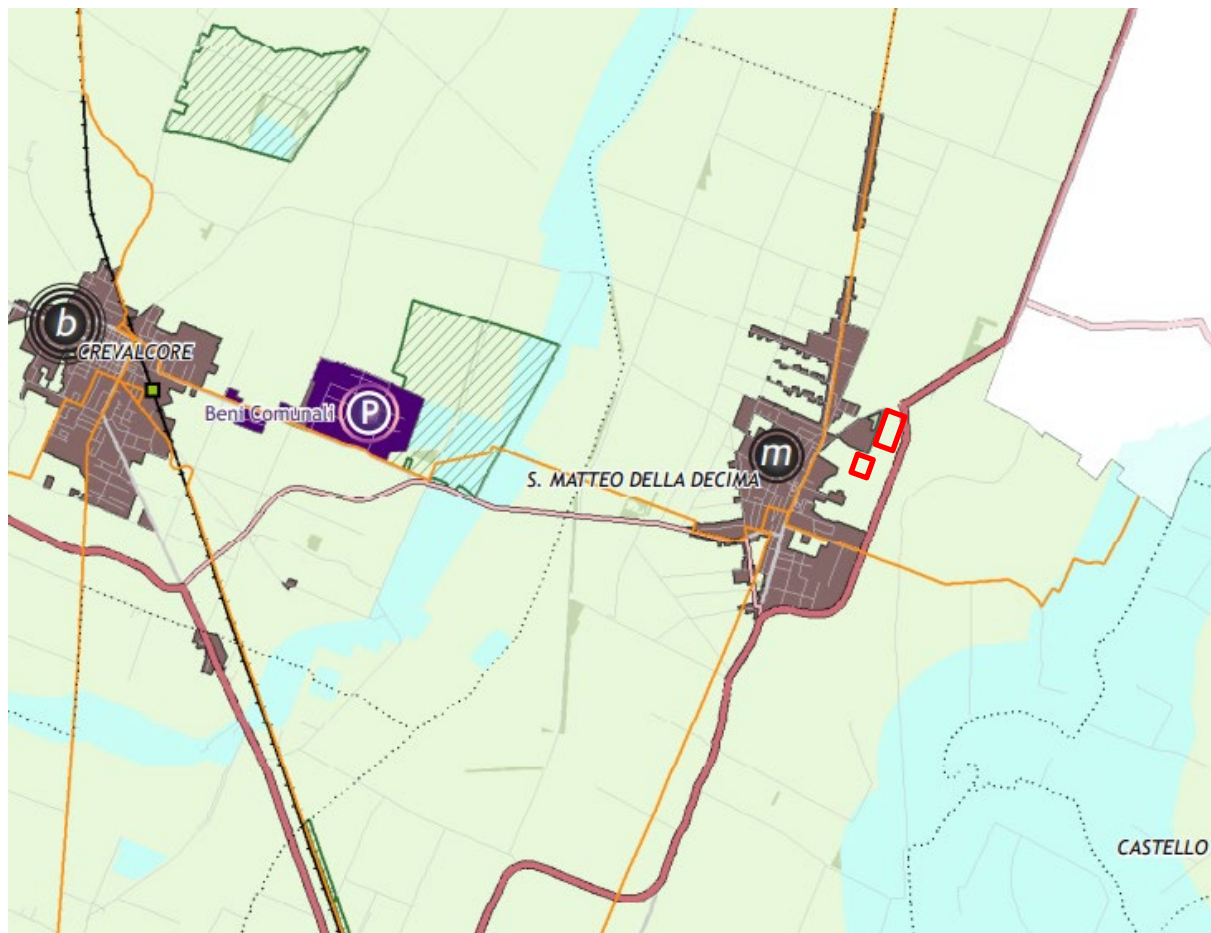 b
CREVALCORE
Beni Comunali
P
m
S. MATTEO DELLA DECIMA
CASTELLO